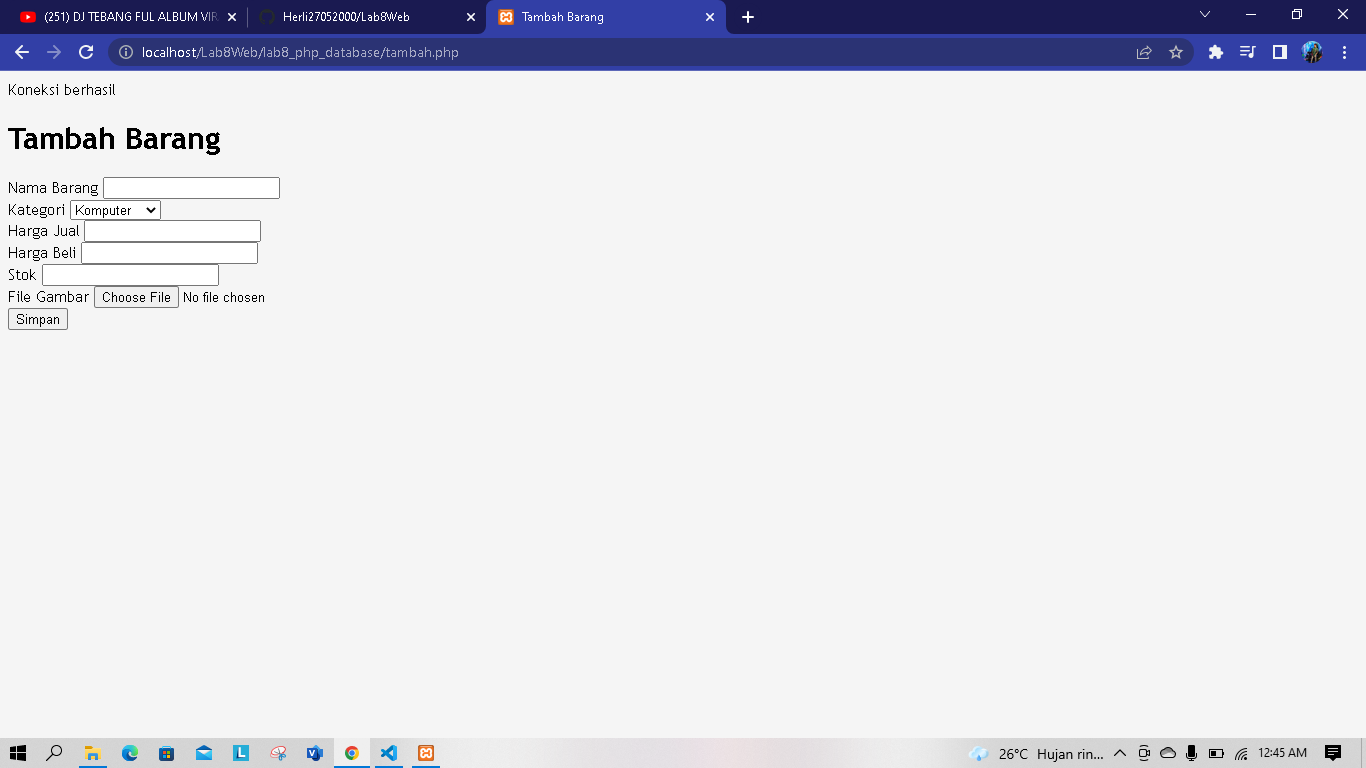 (251) DJ TEBANG FUL ALBUM VIR
Herli27052000/Lab8Web
Tambah Barang
localhost/Lab8Web/lab8_php_database/tambah.php
Koneksi berhasil
Tambah Barang
Nama Barang
Kategori Komputer
Harga Jual
Harga Beli
Stok
File Gambar Choose File No file chosen
Simpan
26°C Hujan rin... 12:45 AM